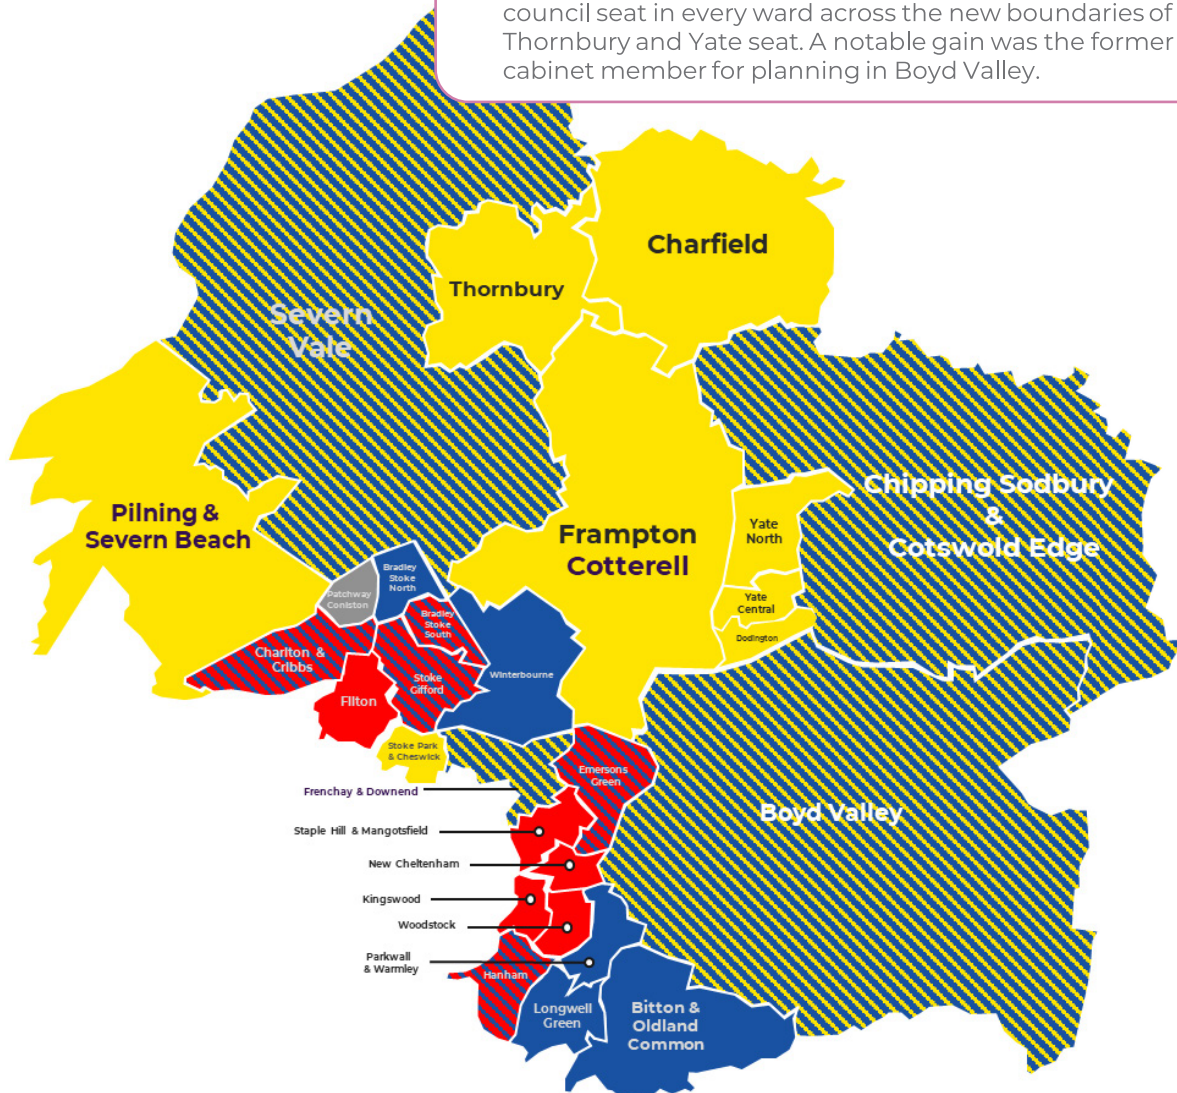 council seat in every ward across the new boundaries of
Thornbury and Yate seat. A notable gain was the former
cabinet member for planning in Boyd Valley.
Charfield
Thornbury
Severn
Vale
Chipping Sodbury
&
Cotswold Edge
Pilning &
Severn Beach
Frampton
Cotterell
Yate
North
Bradley
Stoke
North
Patchway
Coniston
Yate
Central
Bradley
Stoke
South
Dodington
Charlton &
Cribbs
Stoke
Gifford
Winterbourne
Filton
Stoke Park
& Cheswick
Emersons
Green
Frenchay & Downend
Boyd Valley
Staple Hill & Mangotsfield
New Cheltenham
Kingswood
Woodstock
Parkwall
& Warmley
Hanham
Longwell
Green
Bitton &
Oldland
Common